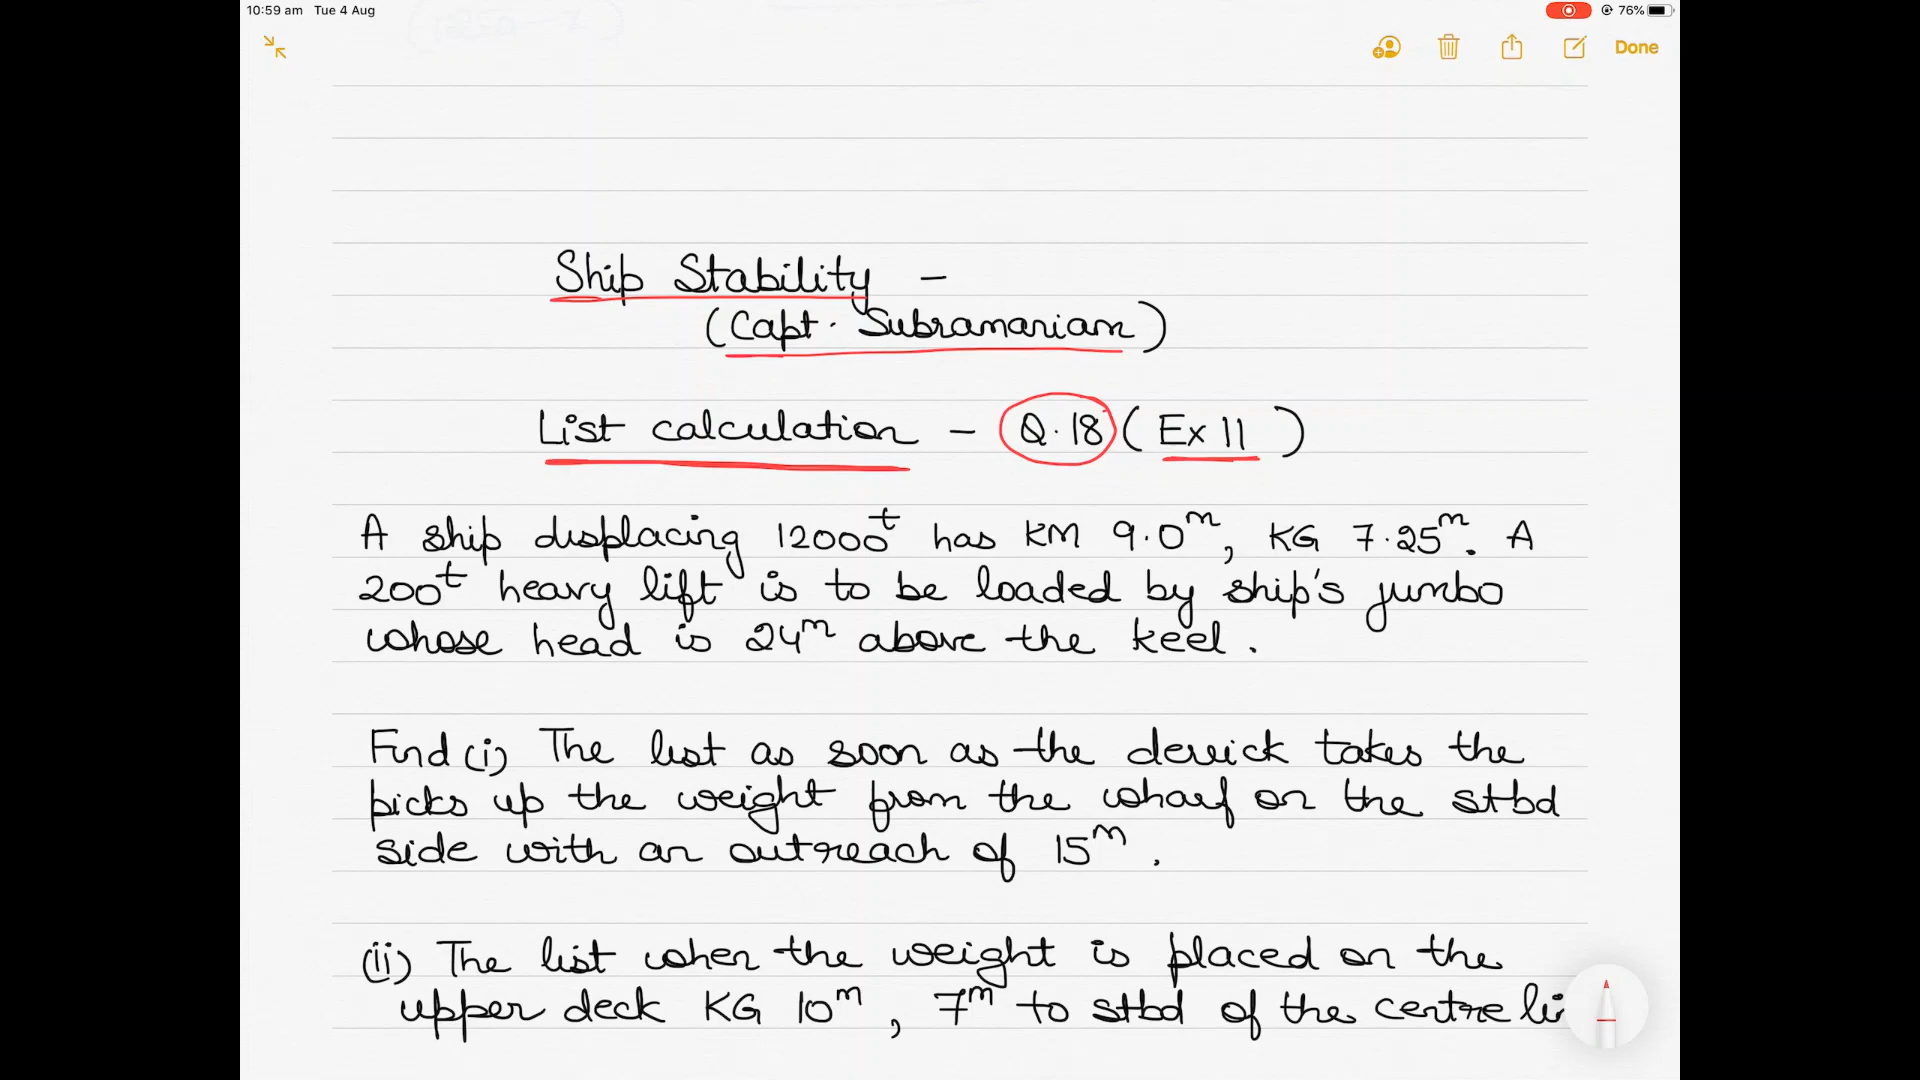 10:59 am Tue 4 Aug
76%
Done
Ship Stability -
(Capt. Subramaniam)
List calculation - Q.18 (Ex 11)
A ship displacing 12000t has KM 9.0m, KG 7.25m. A
200t heavy lift is to be loaded by ship's jumbo
whose head is 24m above the keel.
Find (i) The list as soon as the derrick takes the
picks up the weight from the wharf on the stbd
side with an outreach of 15m.
(ii) The list when the weight is placed on the
upper deck KG 10m, 7m to stbd of the centre li